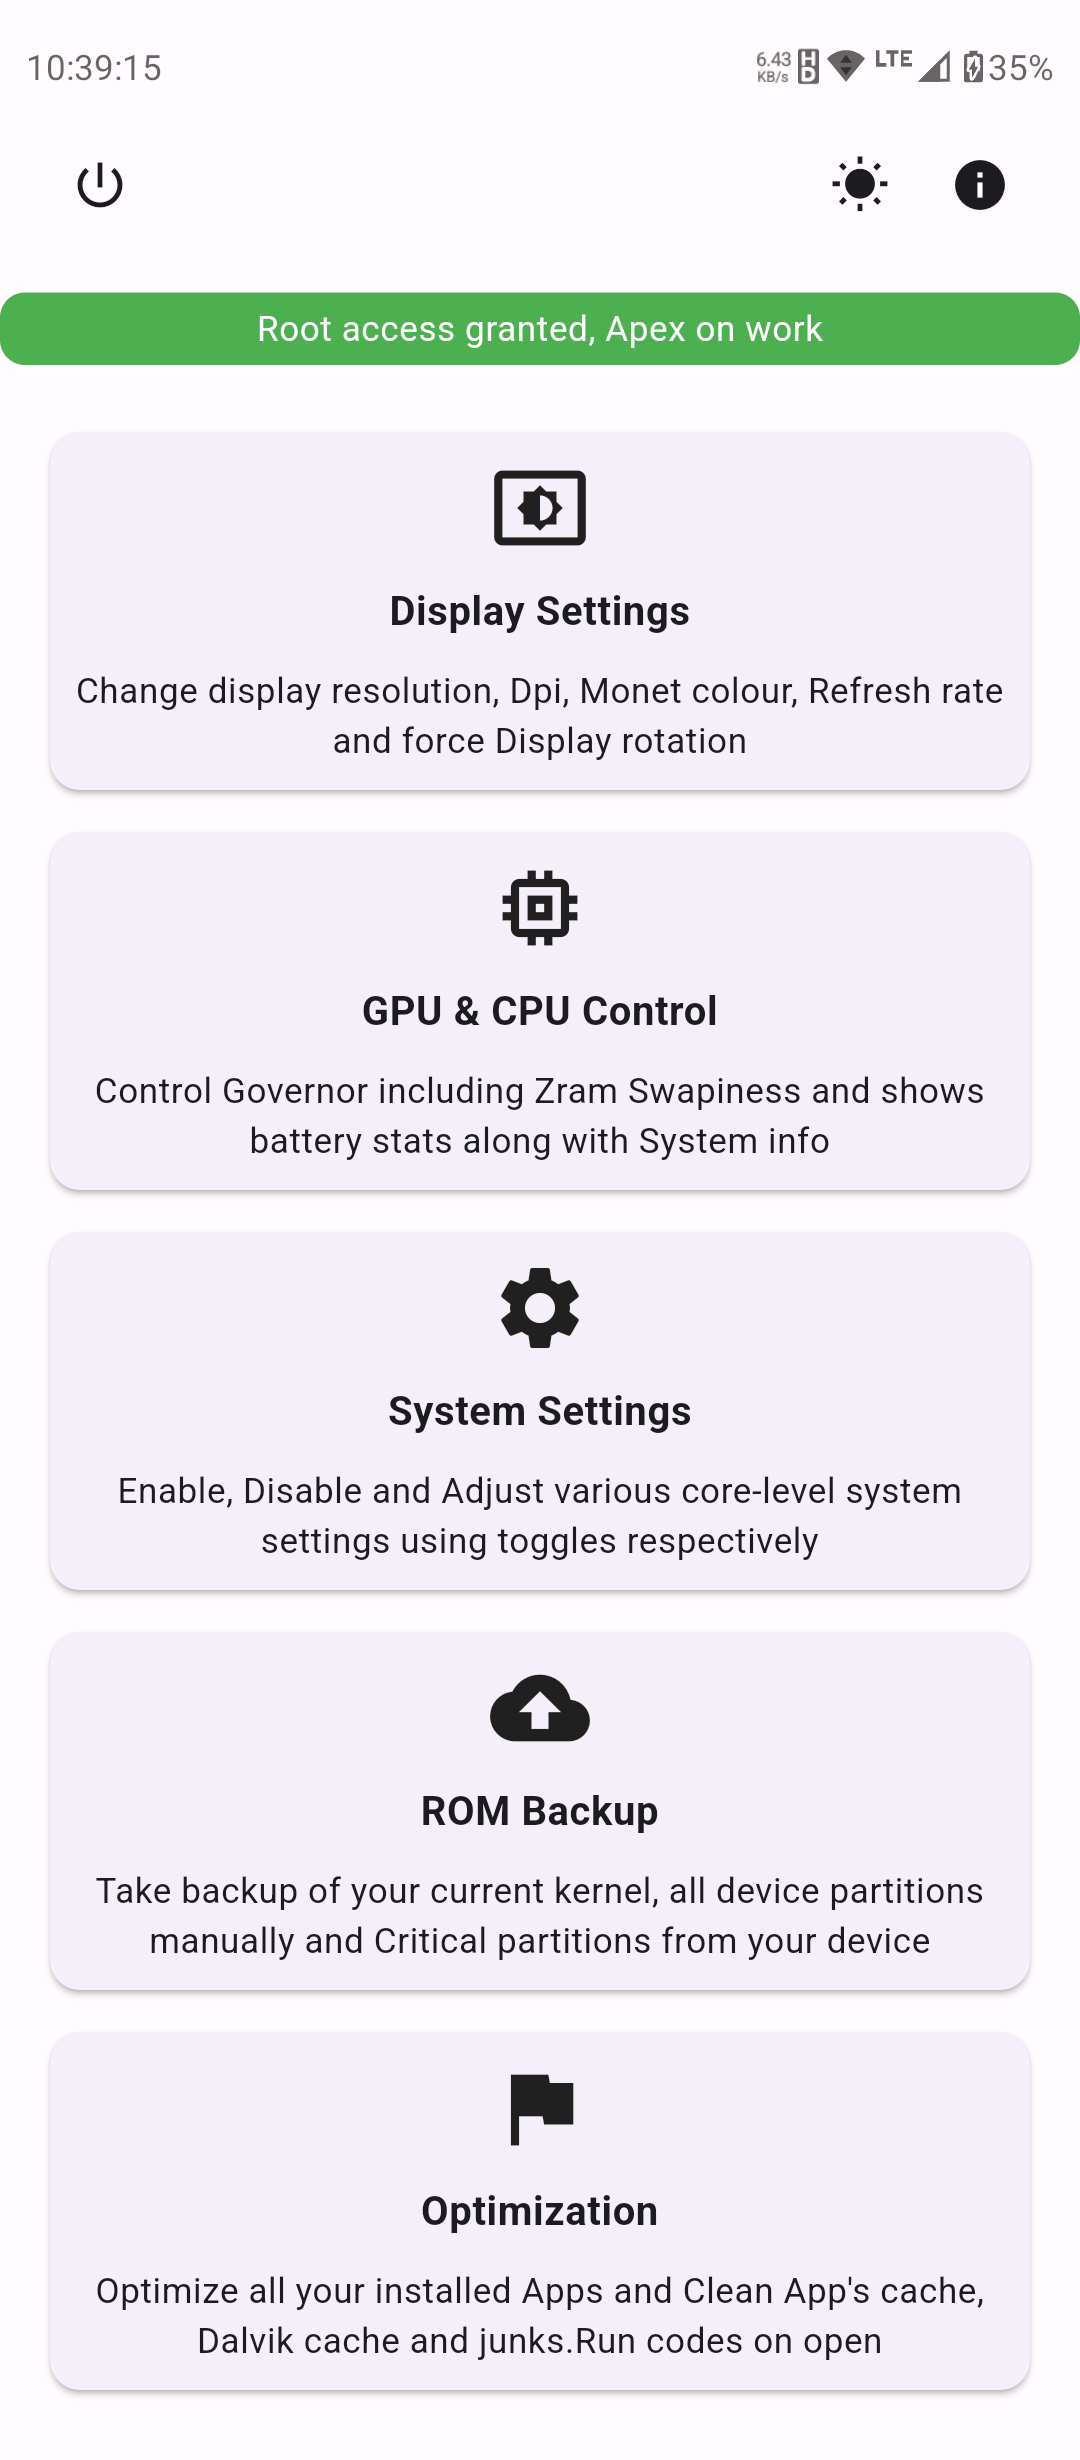 10:39:15
6.43
KB/s
HD
LTE
35%
Root access granted, Apex on work
Display Settings
Change display resolution, Dpi, Monet colour, Refresh rate
and force Display rotation
GPU & CPU Control
Control Governor including Zram Swapiness and shows
battery stats along with System info
System Settings
Enable, Disable and Adjust various core-level system
settings using toggles respectively
ROM Backup
Take backup of your current kernel, all device partitions
manually and Critical partitions from your device
Optimization
Optimize all your installed Apps and Clean App's cache,
Dalvik cache and junks.Run codes on open